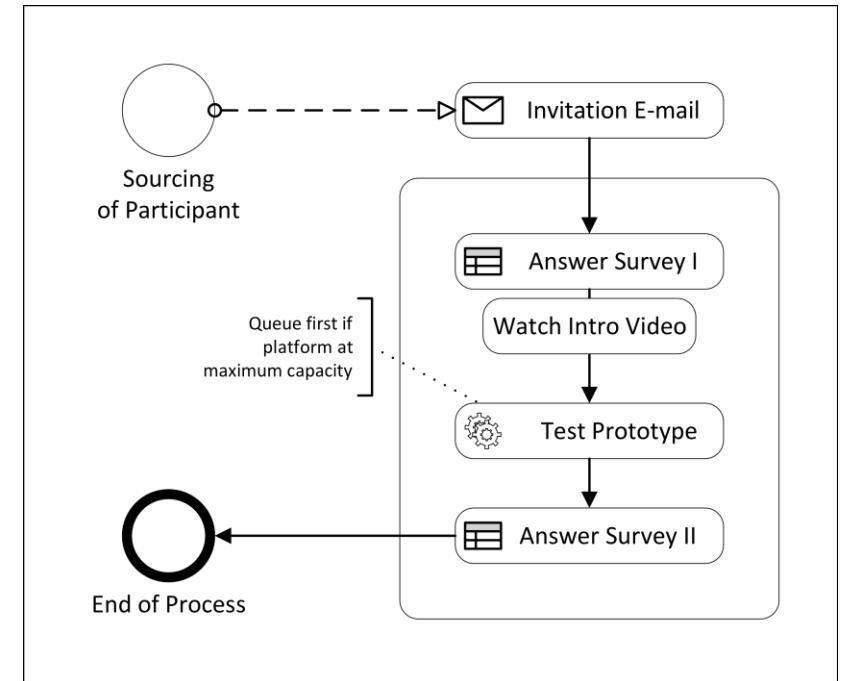 Invitation E-mail
Sourcing
of Participant
Answer Survey I
Watch Intro Video
Queue first if
platform at
maximum capacity
Test Prototype
Answer Survey II
End of Process